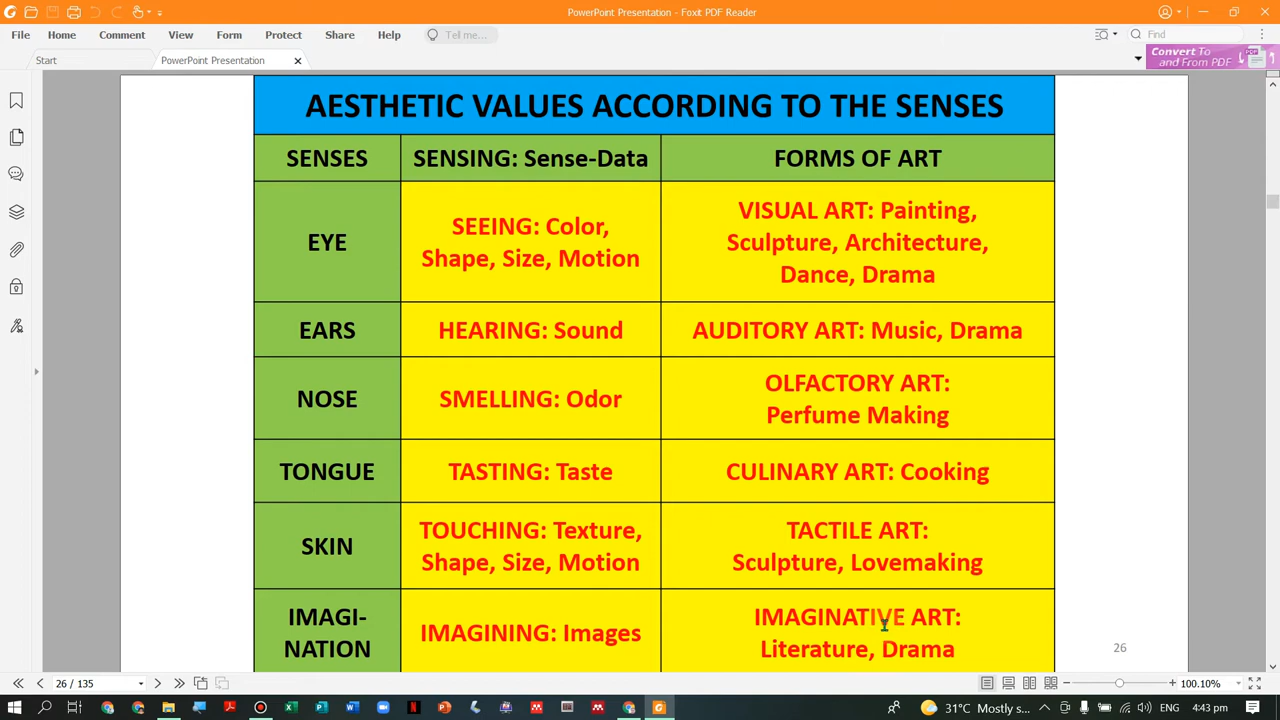 PowerPoint Presentation - Foxit PDF Reader
File Home Comment View Form Protect Share Help Tell me... Find
Start PowerPoint Presentation
Convert To
and From PDF PDF
AESTHETIC VALUES ACCORDING TO THE SENSES
SENSES SENSING: Sense-Data FORMS OF ART
EYE
SEEING: Color,
Shape, Size, Motion
VISUAL ART: Painting,
Sculpture, Architecture,
Dance, Drama
EARS
HEARING: Sound
AUDITORY ART: Music, Drama
NOSE
SMELLING: Odor
OLFACTORY ART:
Perfume Making
TONGUE
TASTING: Taste
CULINARY ART: Cooking
SKIN
TOUCHING: Texture,
Shape, Size, Motion
TACTILE ART:
Sculpture, Lovemaking
IMAGI-
NATION
IMAGINING: Images
IMAGINATIVE ART:
Literature, Drama
26
26 / 135 100.10%
31°C Mostly s... 4:43 pm